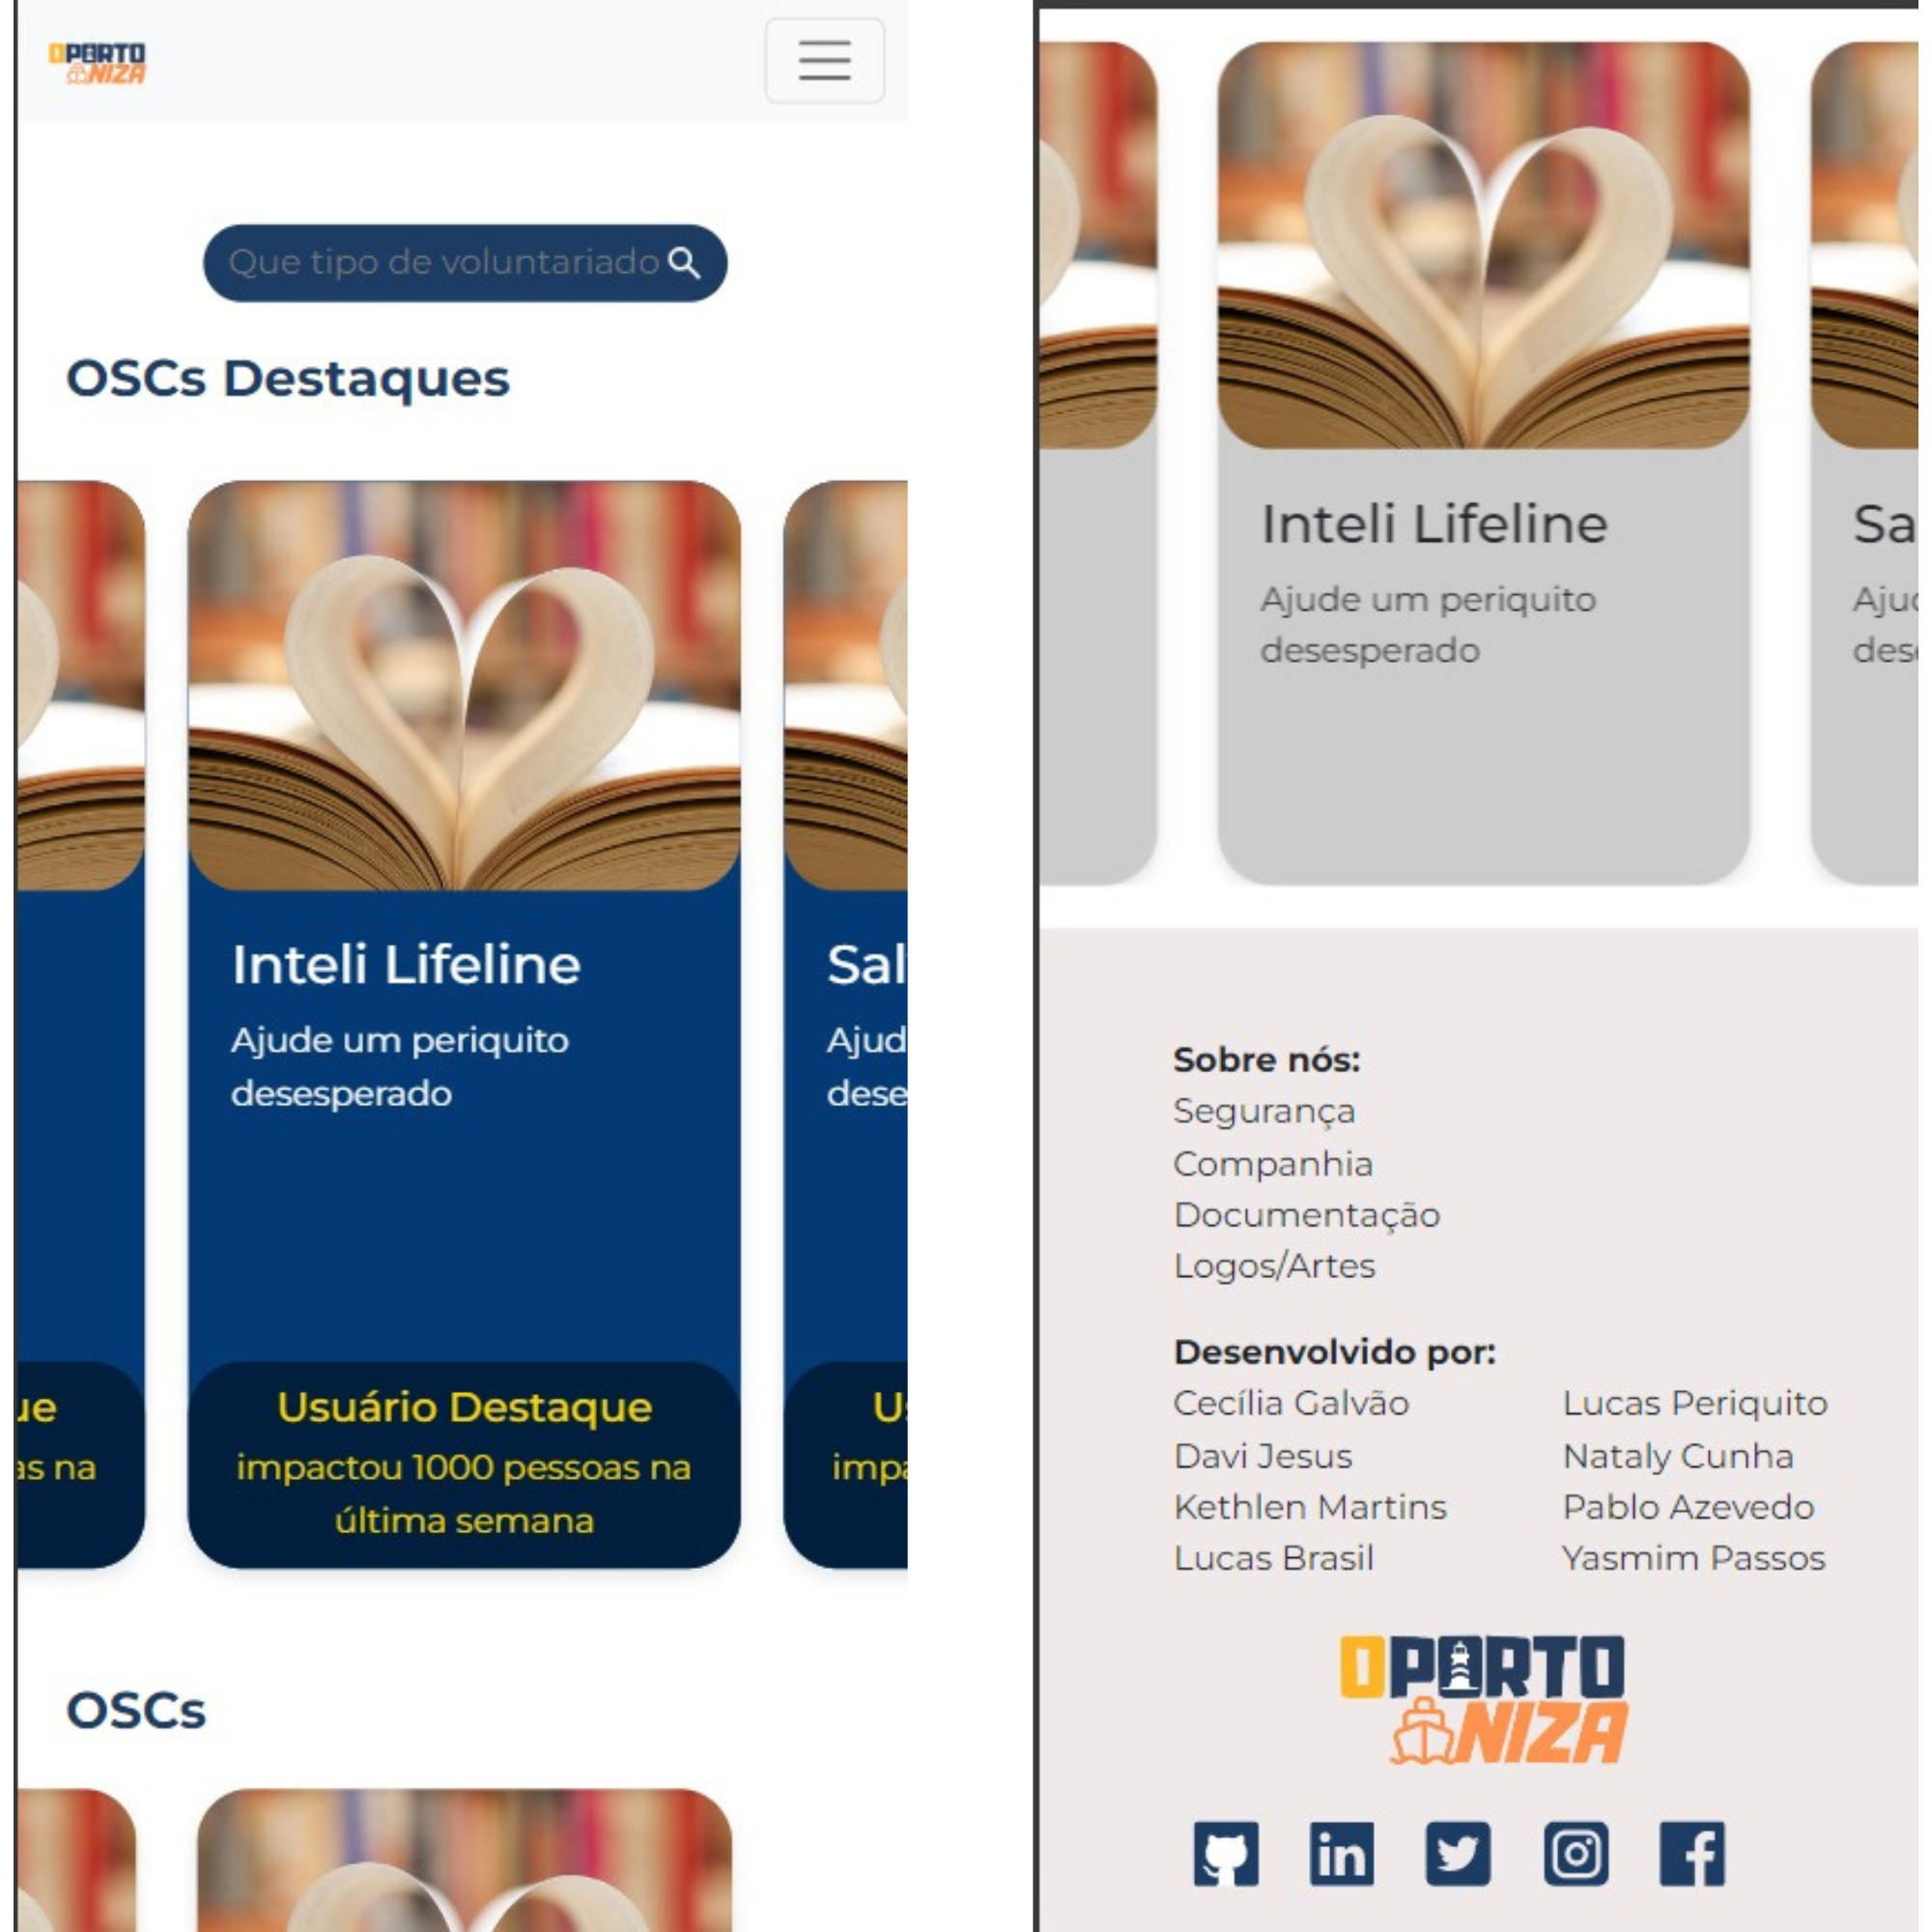 OPORTO
NIZA
Que tipo de voluntariado
OSCs Destaques
Inteli Lifeline
Ajude um periquito
desesperado
Sal
Ajud
dese
ue
as na
Usuário Destaque
impactou 1000 pessoas na
última semana
U
impa
OSCs
Inteli Lifeline
Ajude um periquito
desesperado
Sa
Ajud
dese
Sobre nós:
Segurança
Companhia
Documentação
Logos/Artes
Desenvolvido por:
Cecília Galvão
Davi Jesus
Kethlen Martins
Lucas Brasil
Lucas Periquito
Nataly Cunha
Pablo Azevedo
Yasmim Passos
OPORTO
NIZA
in